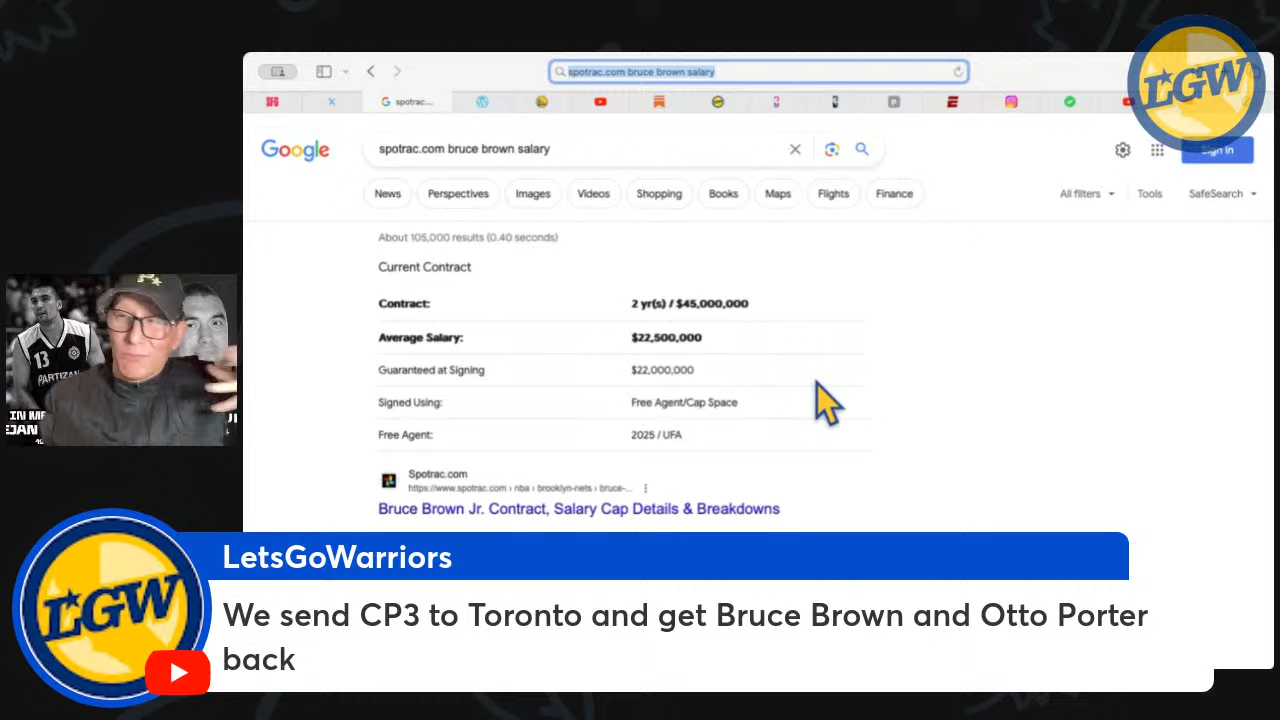 spotrac.com bruce brown salary
LGW
SFG
spotrac...
Google
spotrac.com bruce brown salary
Sign in
News
Perspectives
Images
Videos
Shopping
Books
Maps
Flights
Finance
All filters
Tools
SafeSearch
About 105,000 results (0.40 seconds)
Current Contract
Contract: 2 yr(s) / $45,000,000
Average Salary: $22,500,000
Guaranteed at Signing $22,000,000
Signed Using: Free Agent/Cap Space
Free Agent: 2025 / UFA
Spotrac.com
https://www.spotrac.com › nba › brooklyn-nets › bruce-...
Bruce Brown Jr. Contract, Salary Cap Details & Breakdowns
13
PARTIZAN
IN ME
EJAN
LGW
LetsGoWarriors
We send CP3 to Toronto and get Bruce Brown and Otto Porter
back